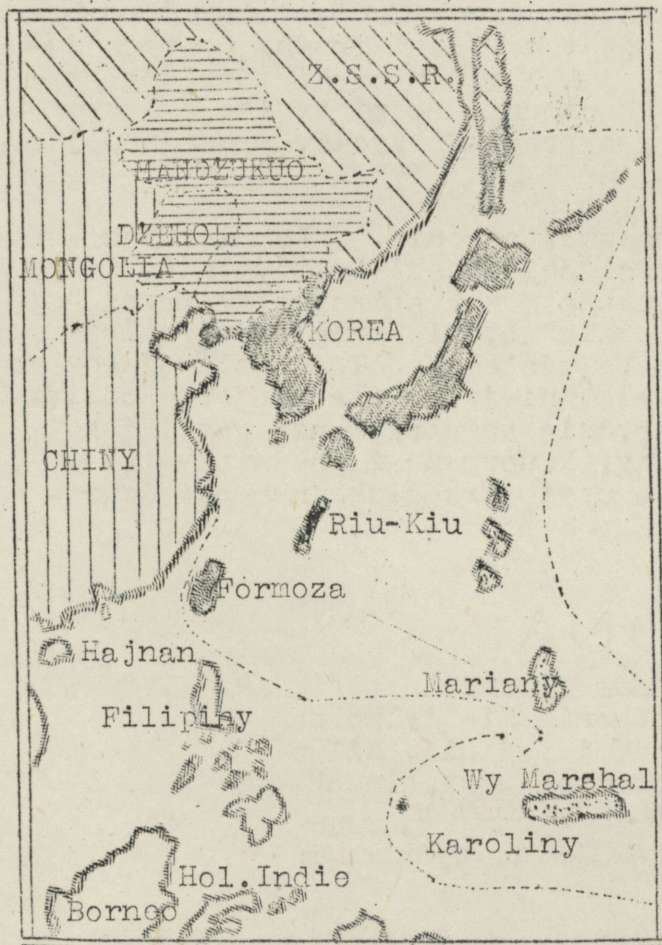 Z.S.S.R.
MANDŻUKUO
DŻEHOL
MONGOLIA
KOREA
CHINY
Riu-Kiu
Formoza
Hajnan
Mariany
Filipiny
Wy Marshal
Karoliny
Hol.Indie
Borneo